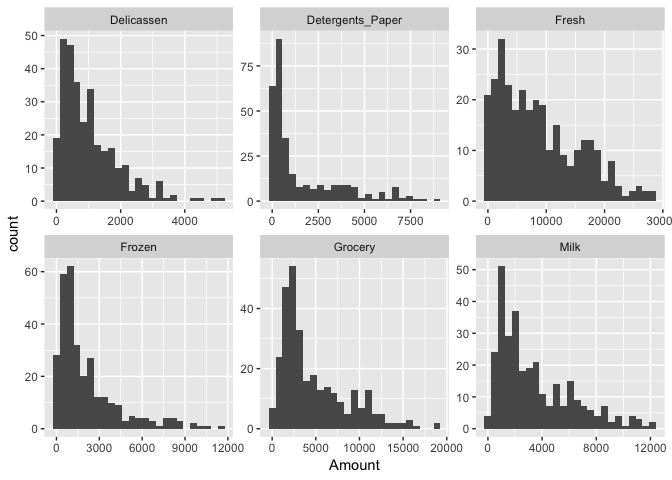 Delicassen
50
40
30
20
10
0
0 2000 4000
Detergents_Paper
75
50
25
0
0 2500 5000 7500
Fresh
30
20
10
0
0 10000 20000 30000
Frozen
60
40
20
0
0 3000 6000 9000 12000
Grocery
40
20
0
0 5000 10000 15000 20000
Milk
50
40
30
20
10
0
0 4000 8000 12000
count
Amount